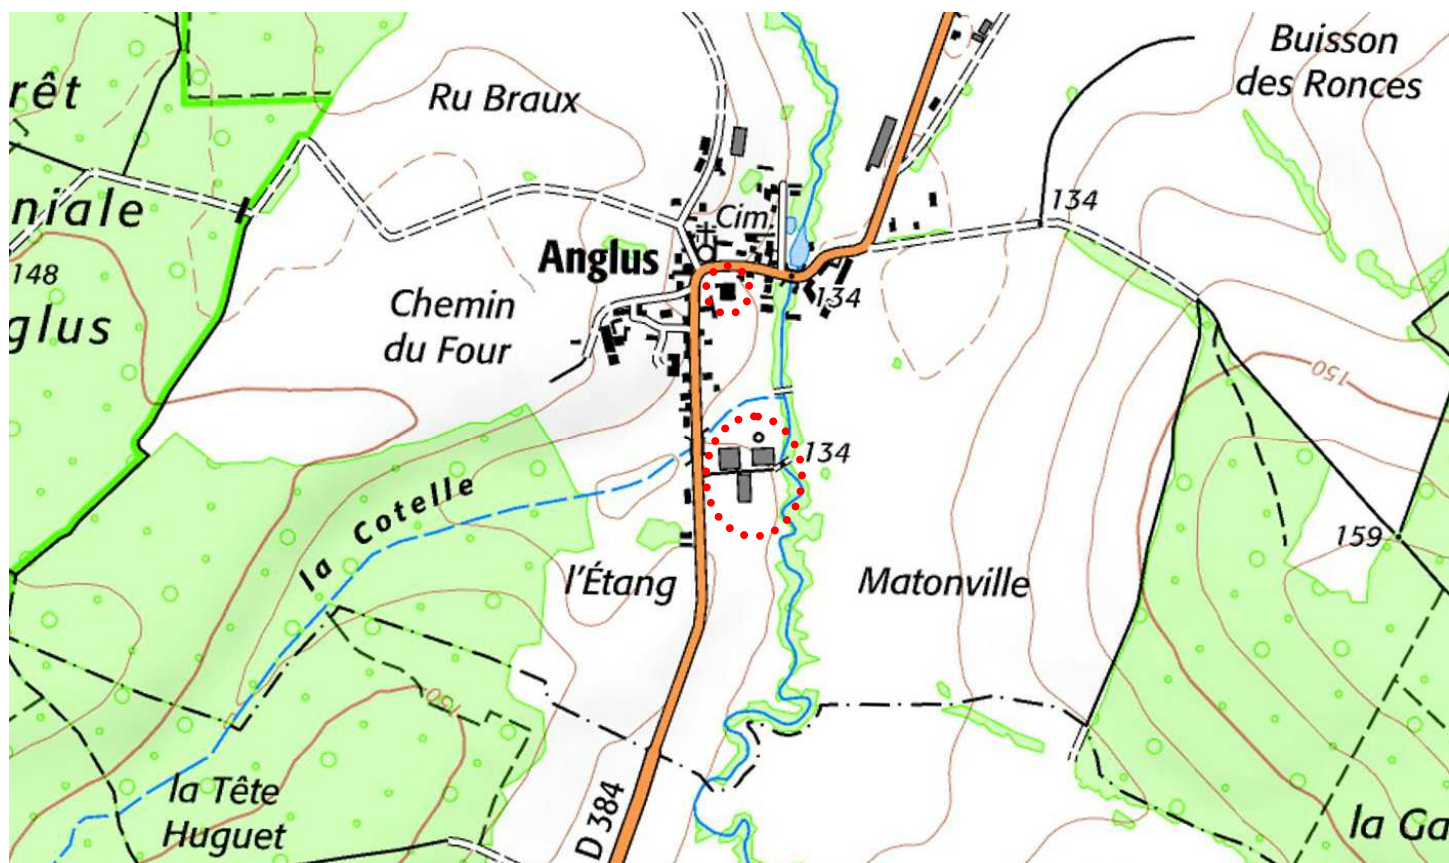 Buisson
des Ronces
rêt
Ru Braux
niale
134
Cim.
Anglus
148
134
Chemin
du Four
glus
150
134
la Cotelle
159
l'Étang
Matonville
150
la Tête
Huguet
D 384
la Ga